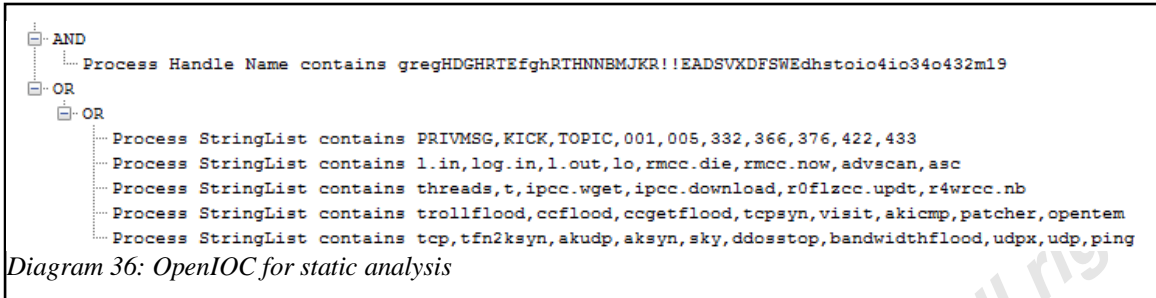 AND
Process Handle Name contains gregHDGHRTEfghRTHNNBMJKR!!EADSVXDFSWEdhstoio4io34o432ml9
OR
OR
Process StringList contains PRIVMSG,KICK,TOPIC,001,005,332,366,376,422,433
Process StringList contains l.in,log.in,l.out,lo,rmcc.die,rmcc.now,advscan,asc
Process StringList contains threads,t,ipcc.wget,ipcc.download,r0flzcc.updt,r4wrcc.nb
Process StringList contains trollflood,ccflood,ccgetflood,tcpsyn,visit,akicmp,patcher,opentem
Process StringList contains tcp,tfn2ksyn,akudp,aksyn,sky,ddosstop,bandwidthflood,udpx,udp,ping
Diagram 36: OpenIOC for static analysis